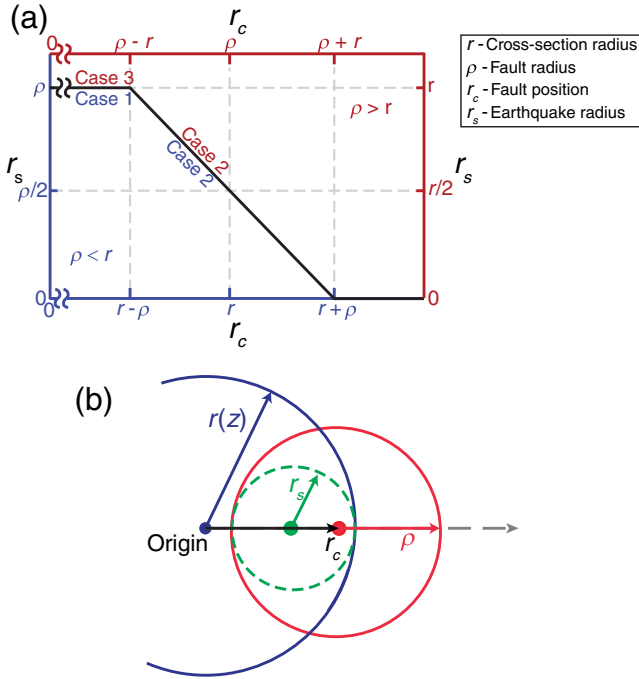 (a)
r_c
0
ρ - r
ρ
ρ + r
r - Cross-section radius
ρ - Fault radius
r_c - Fault position
r_s - Earthquake radius
ρ
Case 3
Case 1
ρ > r
r
Case 2
Case 2
r_s
ρ/2
r/2
r_s
ρ < r
0
0
0
r - ρ
r
r + ρ
r_c
(b)
r(z)
r_s
Origin
r_c
ρ